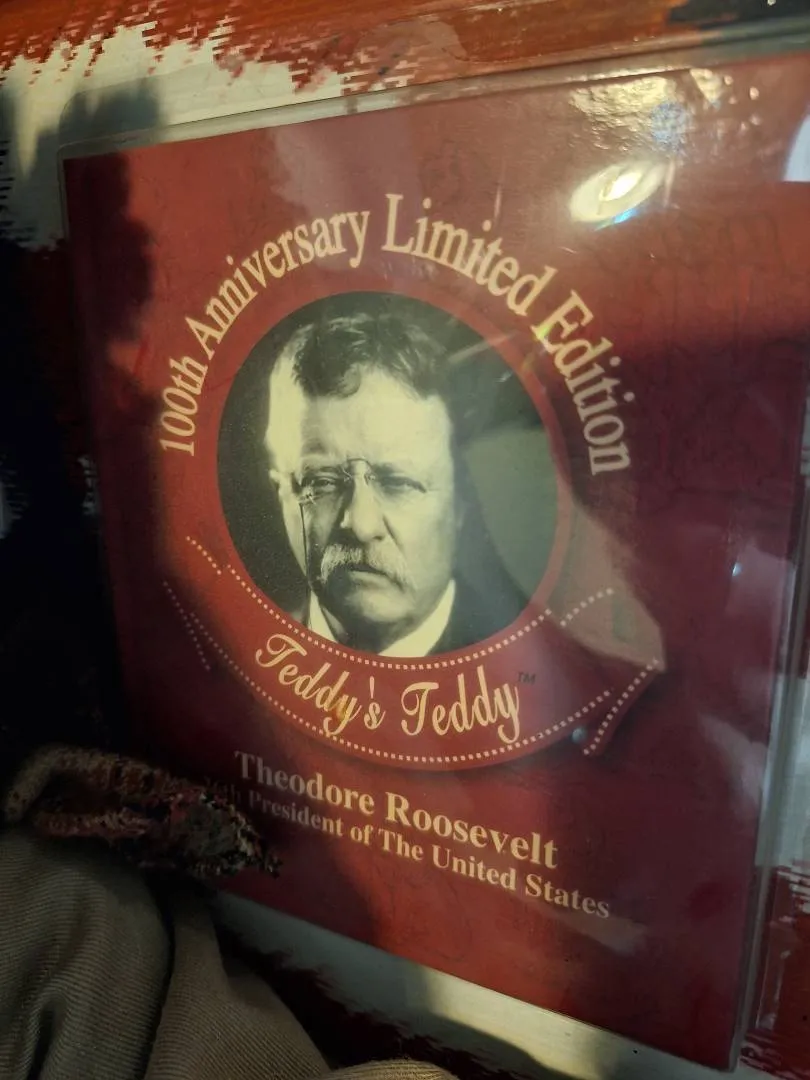 100th Anniversary Limited Edition
Teddy's Teddy™
Theodore Roosevelt
President of The United States